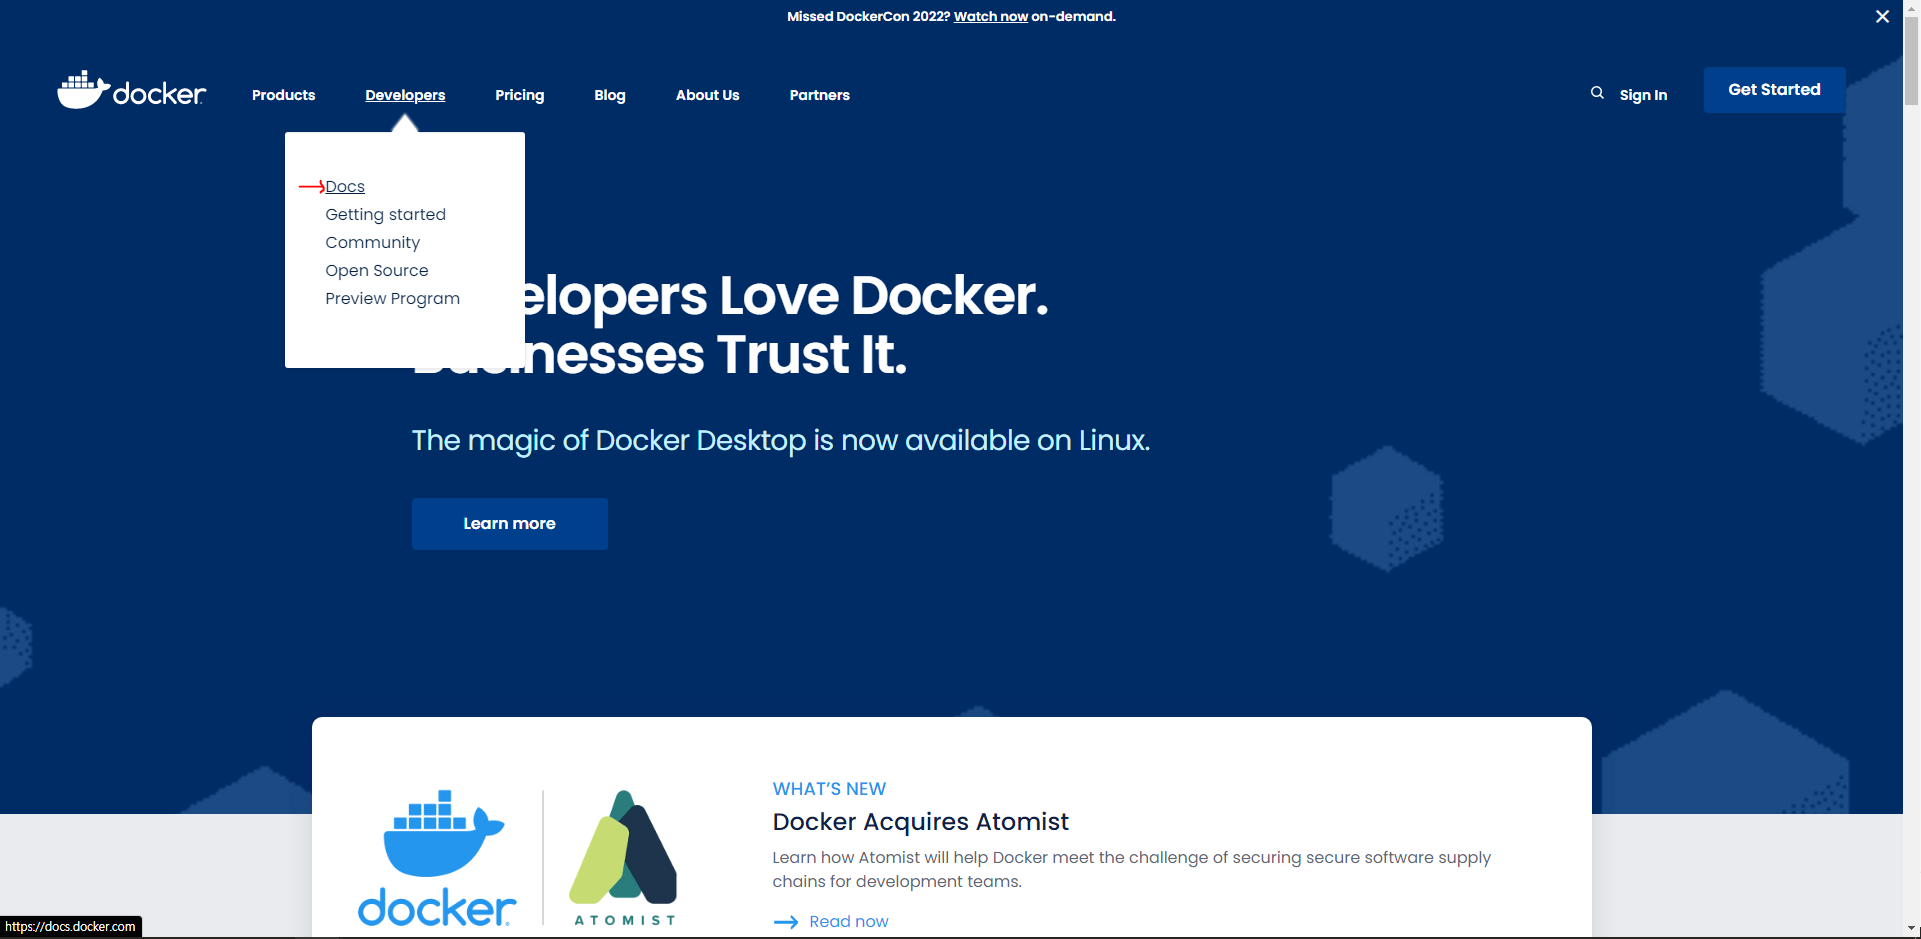 Missed DockerCon 2022? Watch now on-demand.
docker
Products
Developers
Pricing
Blog
About Us
Partners
Sign In
Get Started
Docs
Getting started
Community
Open Source
Preview Program
elopers Love Docker.
nesses Trust It.
The magic of Docker Desktop is now available on Linux.
Learn more
docker
ATOMIST
WHAT'S NEW
Docker Acquires Atomist
Learn how Atomist will help Docker meet the challenge of securing secure software supply
chains for development teams.
Read now
https://docs.docker.com